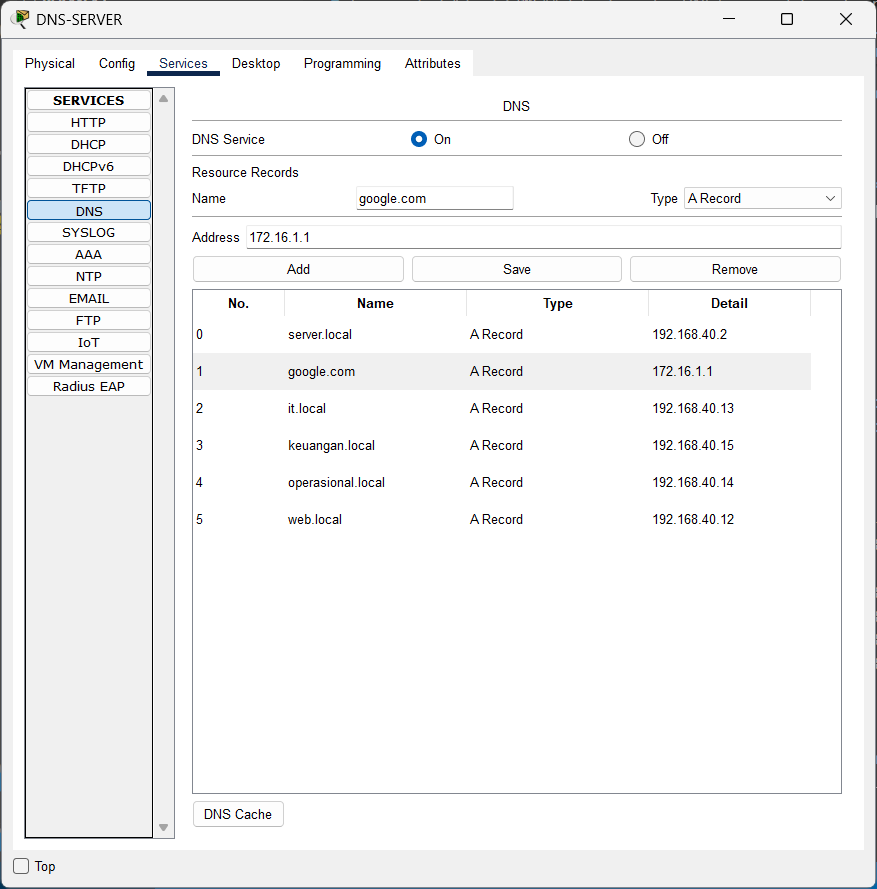 DNS-SERVER
Physical Config Services Desktop Programming Attributes
SERVICES
HTTP
DHCP
DHCPv6
TFTP
DNS
SYSLOG
AAA
NTP
EMAIL
FTP
IoT
VM Management
Radius EAP
DNS
DNS Service On Off
Resource Records
Name google.com Type A Record
Address 172.16.1.1
Add Save Remove
No. Name Type Detail
0 server.local A Record 192.168.40.2
1 google.com A Record 172.16.1.1
2 it.local A Record 192.168.40.13
3 keuangan.local A Record 192.168.40.15
4 operasional.local A Record 192.168.40.14
5 web.local A Record 192.168.40.12
DNS Cache
Top